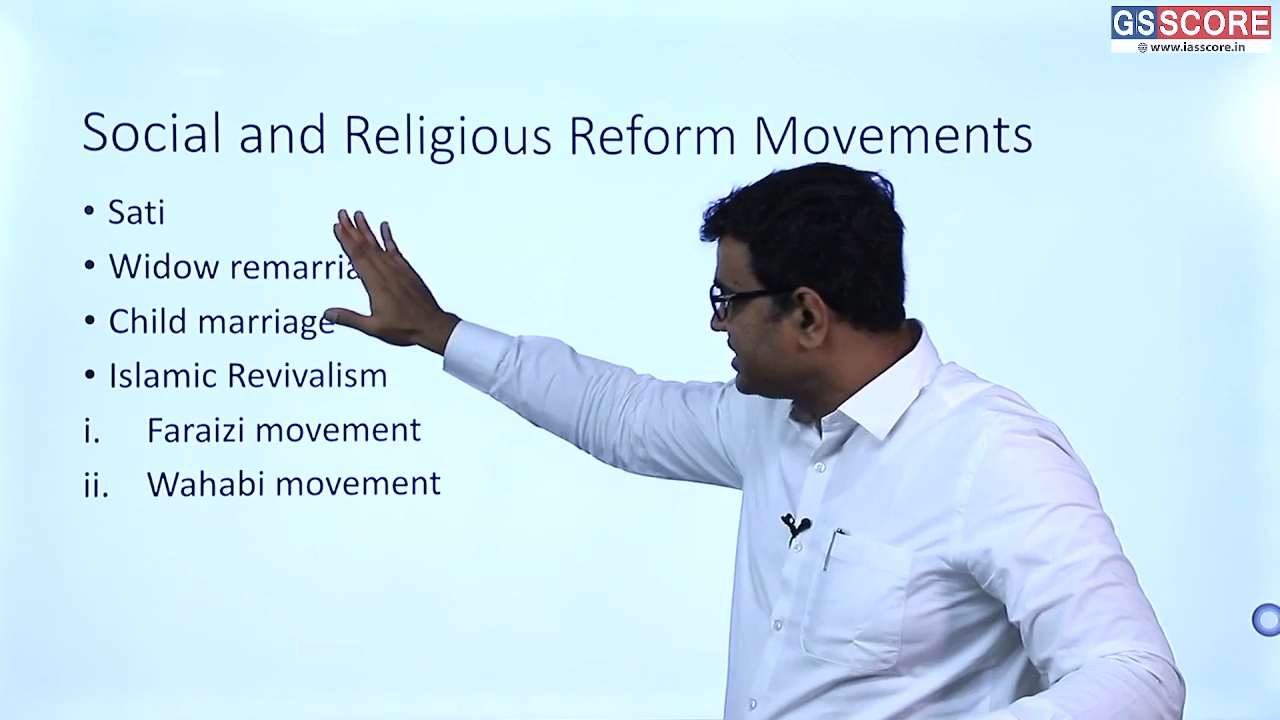 GSSCORE
www.iasscore.in
Social and Religious Reform Movements
• Sati
• Widow remarria
• Child marriage
• Islamic Revivalism
i. Faraizi movement
ii. Wahabi movement